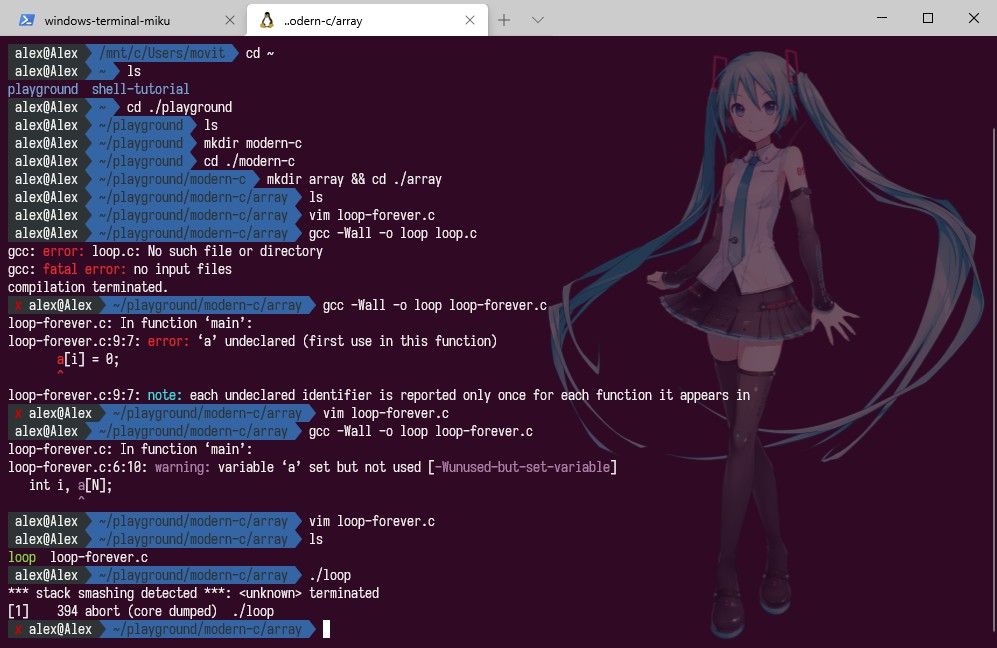 windows-terminal-miku
..odern-c/array
alex@Alex /mnt/c/Users/movit cd ~
alex@Alex ~ ls
playground shell-tutorial
alex@Alex ~ cd ./playground
alex@Alex ~/playground ls
alex@Alex ~/playground mkdir modern-c
alex@Alex ~/playground cd ./modern-c
alex@Alex ~/playground/modern-c mkdir array && cd ./array
alex@Alex ~/playground/modern-c/array ls
alex@Alex ~/playground/modern-c/array vim loop-forever.c
alex@Alex ~/playground/modern-c/array gcc -Wall -o loop loop.c
gcc: error: loop.c: No such file or directory
gcc: fatal error: no input files
compilation terminated.
✘ alex@Alex ~/playground/modern-c/array gcc -Wall -o loop loop-forever.c
loop-forever.c: In function ‘main’:
loop-forever.c:9:7: error: ‘a’ undeclared (first use in this function)
a[i] = 0;
^
loop-forever.c:9:7: note: each undeclared identifier is reported only once for each function it appears in
✘ alex@Alex ~/playground/modern-c/array vim loop-forever.c
alex@Alex ~/playground/modern-c/array gcc -Wall -o loop loop-forever.c
loop-forever.c: In function ‘main’:
loop-forever.c:6:10: warning: variable ‘a’ set but not used [-Wunused-but-set-variable]
int i, a[N];
^
alex@Alex ~/playground/modern-c/array vim loop-forever.c
alex@Alex ~/playground/modern-c/array ls
loop loop-forever.c
alex@Alex ~/playground/modern-c/array ./loop
*** stack smashing detected ***: <unknown> terminated
[1] 394 abort (core dumped) ./loop
✘ alex@Alex ~/playground/modern-c/array